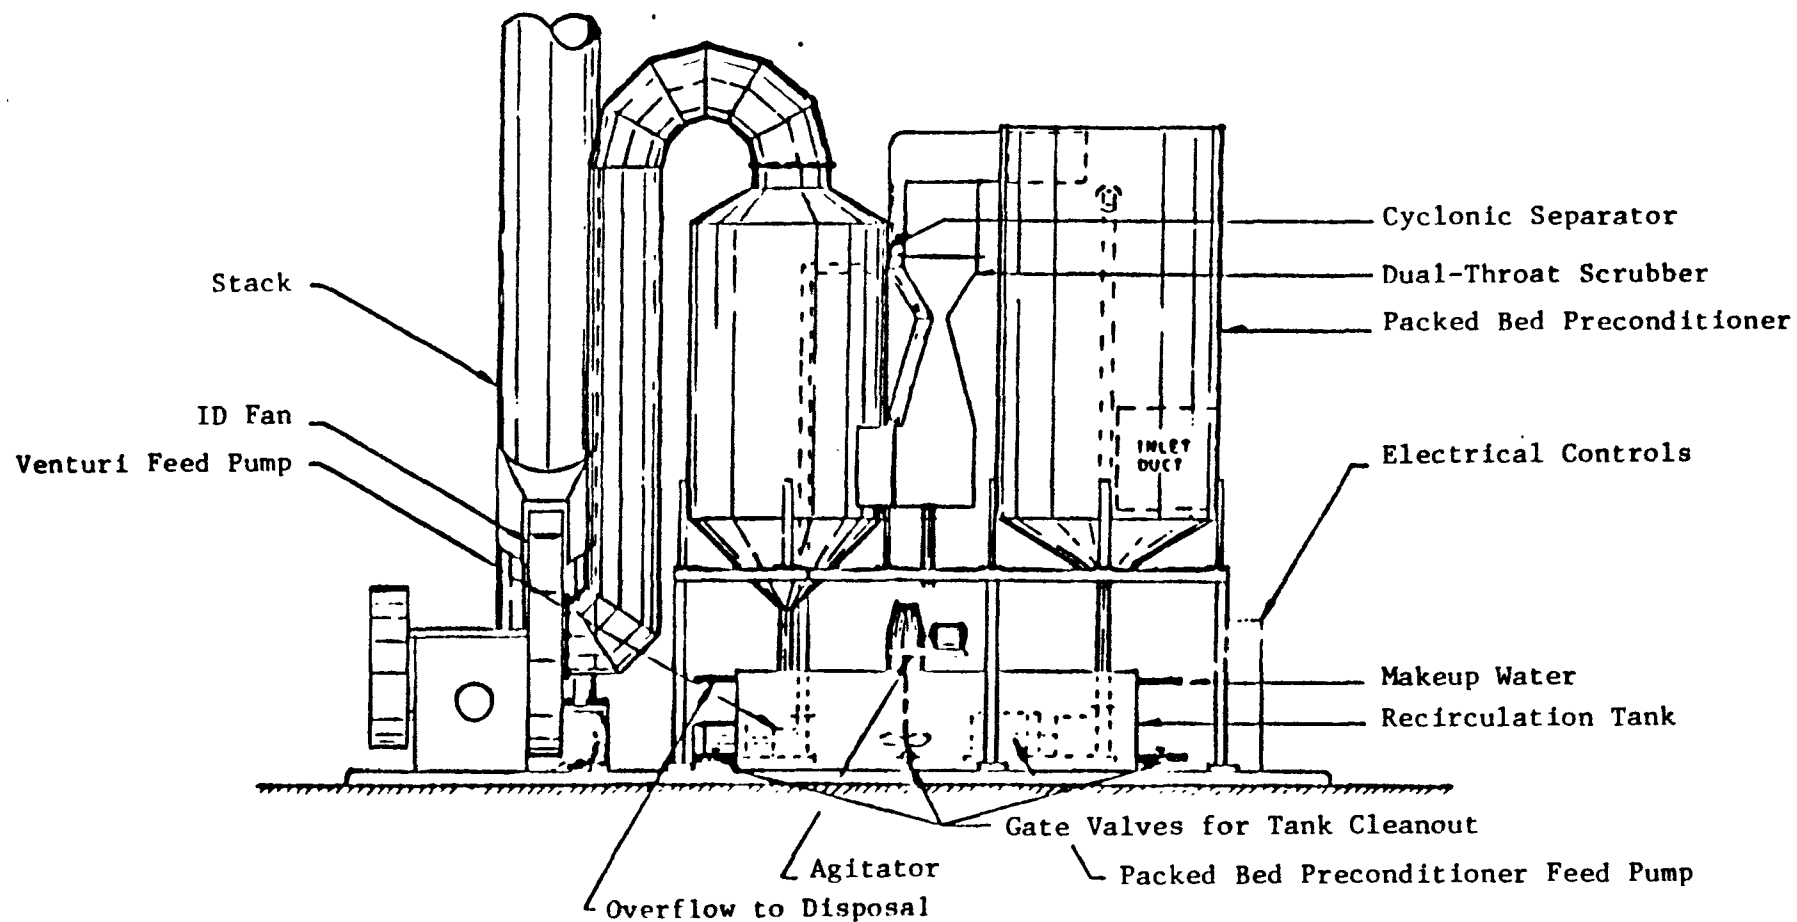 Cyclonic Separator
Stack
Dual-Throat Scrubber
Packed Bed Preconditioner
ID Fan
INLET
DUCT
Venturi Feed Pump
Electrical Controls
Makeup Water
Recirculation Tank
Gate Valves for Tank Cleanout
Agitator
Packed Bed Preconditioner Feed Pump
Overflow to Disposal